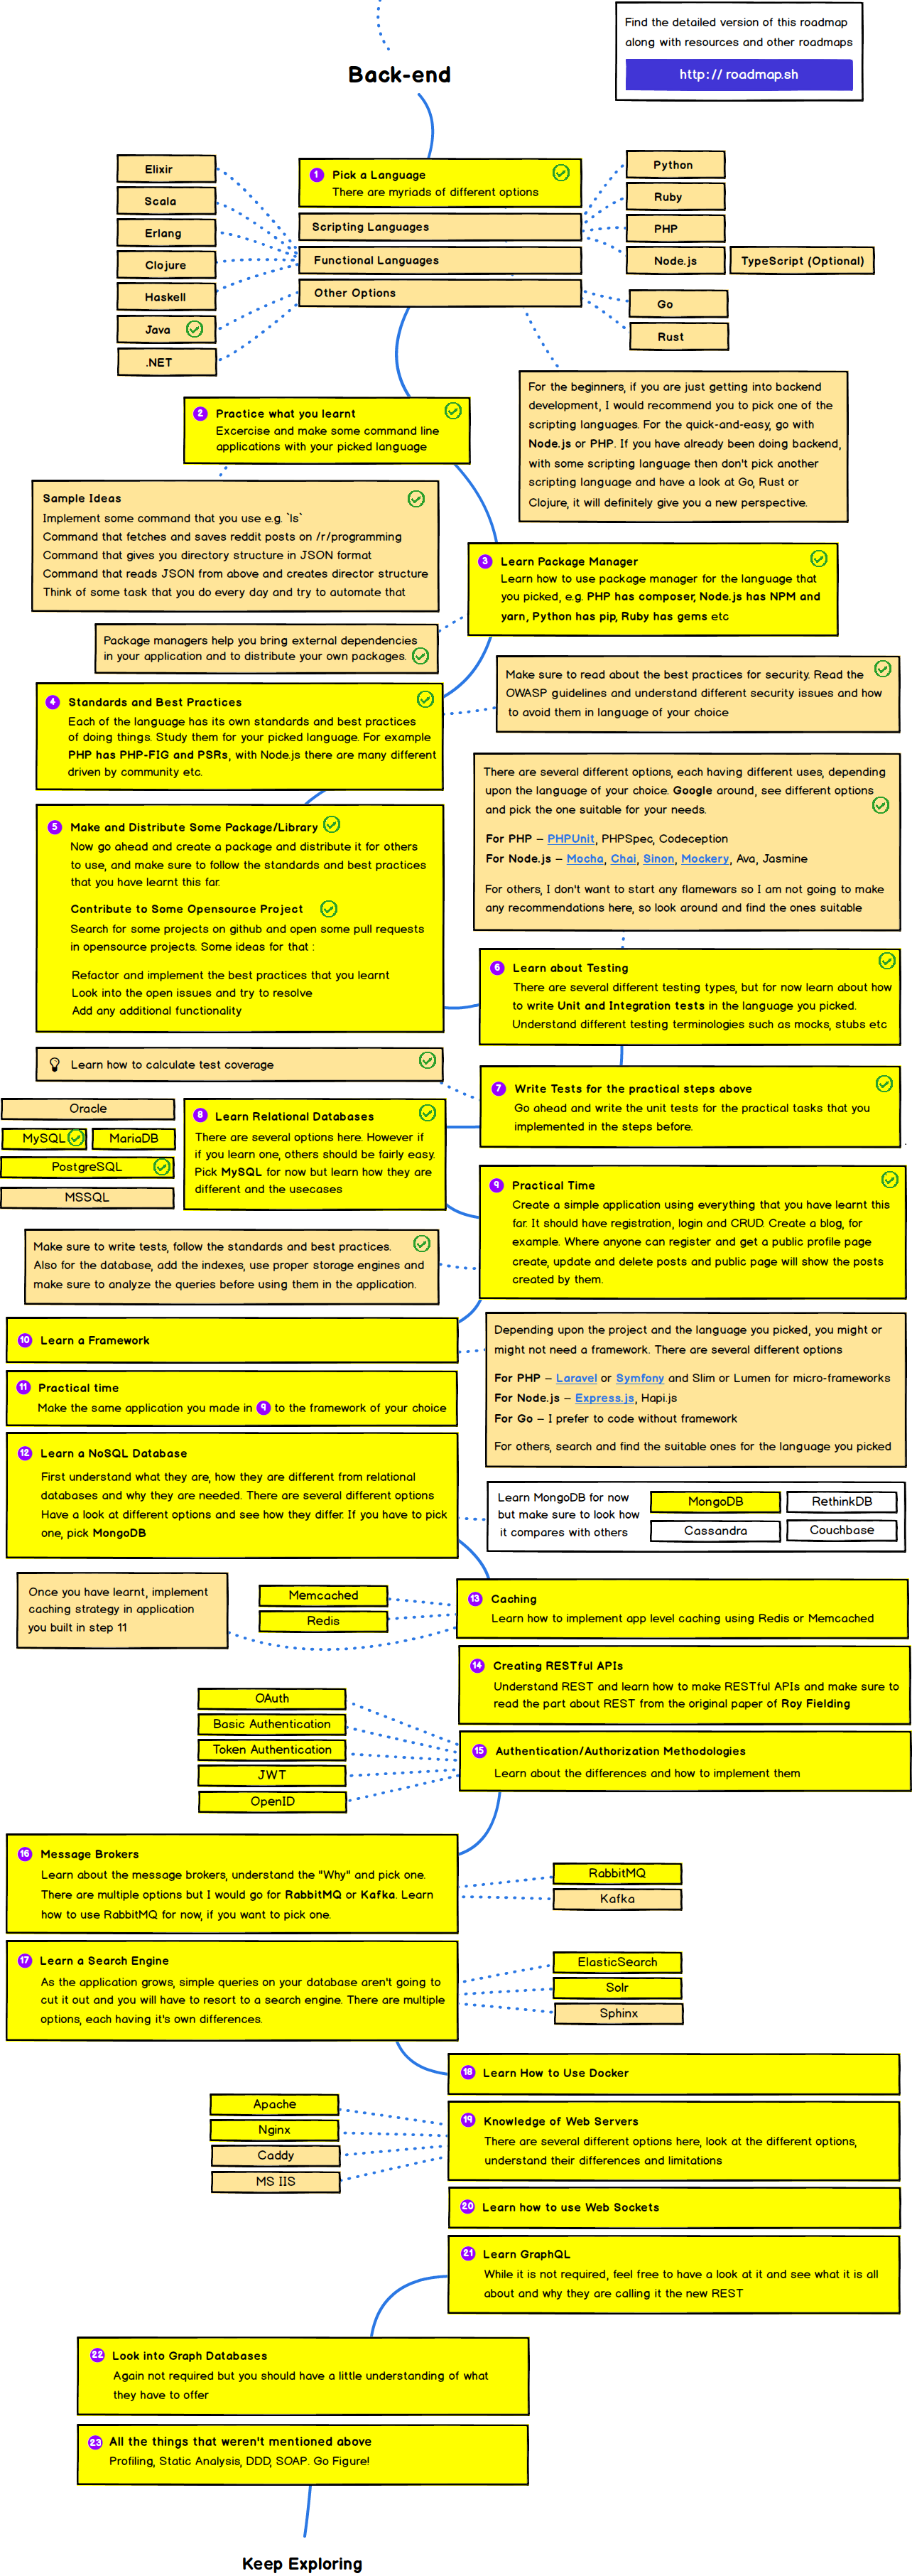 Find the detailed version of this roadmap
along with resources and other roadmaps
http: // roadmap.sh
Back-end
1 Pick a Language
There are myriads of different options
Scripting Languages
Functional Languages
Other Options
Elixir
Scala
Erlang
Clojure
Haskell
Java
.NET
Python
Ruby
PHP
Node.js
TypeScript (Optional)
Go
Rust
For the beginners, if you are just getting into backend
development, I would recommend you to pick one of the
scripting languages. For the quick-and-easy, go with
Node.js or PHP. If you have already been doing backend,
with some scripting language then don't pick another
scripting language and have a look at Go, Rust or
Clojure, it will definitely give you a new perspective.
2 Practice what you learnt
Excercise and make some command line
applications with your picked language
Sample Ideas
Implement some command that you use e.g. `ls`
Command that fetches and saves reddit posts on /r/programming
Command that gives you directory structure in JSON format
Command that reads JSON from above and creates director structure
Think of some task that you do every day and try to automate that
3 Learn Package Manager
Learn how to use package manager for the language that
you picked, e.g. PHP has composer, Node.js has NPM and
yarn, Python has pip, Ruby has gems etc
Package managers help you bring external dependencies
in your application and to distribute your own packages.
4 Standards and Best Practices
Each of the language has its own standards and best practices
of doing things. Study them for your picked language. For example
PHP has PHP-FIG and PSRs, with Node.js there are many different
driven by community etc.
Make sure to read about the best practices for security. Read the
OWASP guidelines and understand different security issues and how
to avoid them in language of your choice
5 Make and Distribute Some Package/Library
Now go ahead and create a package and distribute it for others
to use, and make sure to follow the standards and best practices
that you have learnt this far.
Contribute to Some Opensource Project
Search for some projects on github and open some pull requests
in opensource projects. Some ideas for that :
Refactor and implement the best practices that you learnt
Look into the open issues and try to resolve
Add any additional functionality
There are several different options, each having different uses, depending
upon the language of your choice. Google around, see different options
and pick the one suitable for your needs.
For PHP – PHPUnit, PHPSpec, Codeception
For Node.js – Mocha, Chai, Sinon, Mockery, Ava, Jasmine
For others, I don't want to start any flamewars so I am not going to make
any recommendations here, so look around and find the ones suitable
6 Learn about Testing
There are several different testing types, but for now learn about how
to write Unit and Integration tests in the language you picked.
Understand different testing terminologies such as mocks, stubs etc
Learn how to calculate test coverage
7 Write Tests for the practical steps above
Go ahead and write the unit tests for the practical tasks that you
implemented in the steps before.
8 Learn Relational Databases
There are several options here. However if
if you learn one, others should be fairly easy.
Pick MySQL for now but learn how they are
different and the usecases
Oracle
MySQL
MariaDB
PostgreSQL
MSSQL
9 Practical Time
Create a simple application using everything that you have learnt this
far. It should have registration, login and CRUD. Create a blog, for
example. Where anyone can register and get a public profile page
create, update and delete posts and public page will show the posts
created by them.
Make sure to write tests, follow the standards and best practices.
Also for the database, add the indexes, use proper storage engines and
make sure to analyze the queries before using them in the application.
10 Learn a Framework
Depending upon the project and the language you picked, you might or
might not need a framework. There are several different options
For PHP – Laravel or Symfony and Slim or Lumen for micro-frameworks
For Node.js – Express.js, Hapi.js
For Go – I prefer to code without framework
For others, search and find the suitable ones for the language you picked
11 Practical time
Make the same application you made in 9 to the framework of your choice
12 Learn a NoSQL Database
First understand what they are, how they are different from relational
databases and why they are needed. There are several different options
Have a look at different options and see how they differ. If you have to pick
one, pick MongoDB
Learn MongoDB for now
but make sure to look how
it compares with others
MongoDB
RethinkDB
Cassandra
Couchbase
13 Caching
Learn how to implement app level caching using Redis or Memcached
Memcached
Redis
Once you have learnt, implement
caching strategy in application
you built in step 11
14 Creating RESTful APIs
Understand REST and learn how to make RESTful APIs and make sure to
read the part about REST from the original paper of Roy Fielding
15 Authentication/Authorization Methodologies
Learn about the differences and how to implement them
OAuth
Basic Authentication
Token Authentication
JWT
OpenID
16 Message Brokers
Learn about the message brokers, understand the "Why" and pick one.
There are multiple options but I would go for RabbitMQ or Kafka. Learn
how to use RabbitMQ for now, if you want to pick one.
RabbitMQ
Kafka
17 Learn a Search Engine
As the application grows, simple queries on your database aren't going to
cut it out and you will have to resort to a search engine. There are multiple
options, each having it's own differences.
ElasticSearch
Solr
Sphinx
18 Learn How to Use Docker
19 Knowledge of Web Servers
There are several different options here, look at the different options,
understand their differences and limitations
Apache
Nginx
Caddy
MS IIS
20 Learn how to use Web Sockets
21 Learn GraphQL
While it is not required, feel free to have a look at it and see what it is all
about and why they are calling it the new REST
22 Look into Graph Databases
Again not required but you should have a little understanding of what
they have to offer
23 All the things that weren't mentioned above
Profiling, Static Analysis, DDD, SOAP. Go Figure!
Keep Exploring